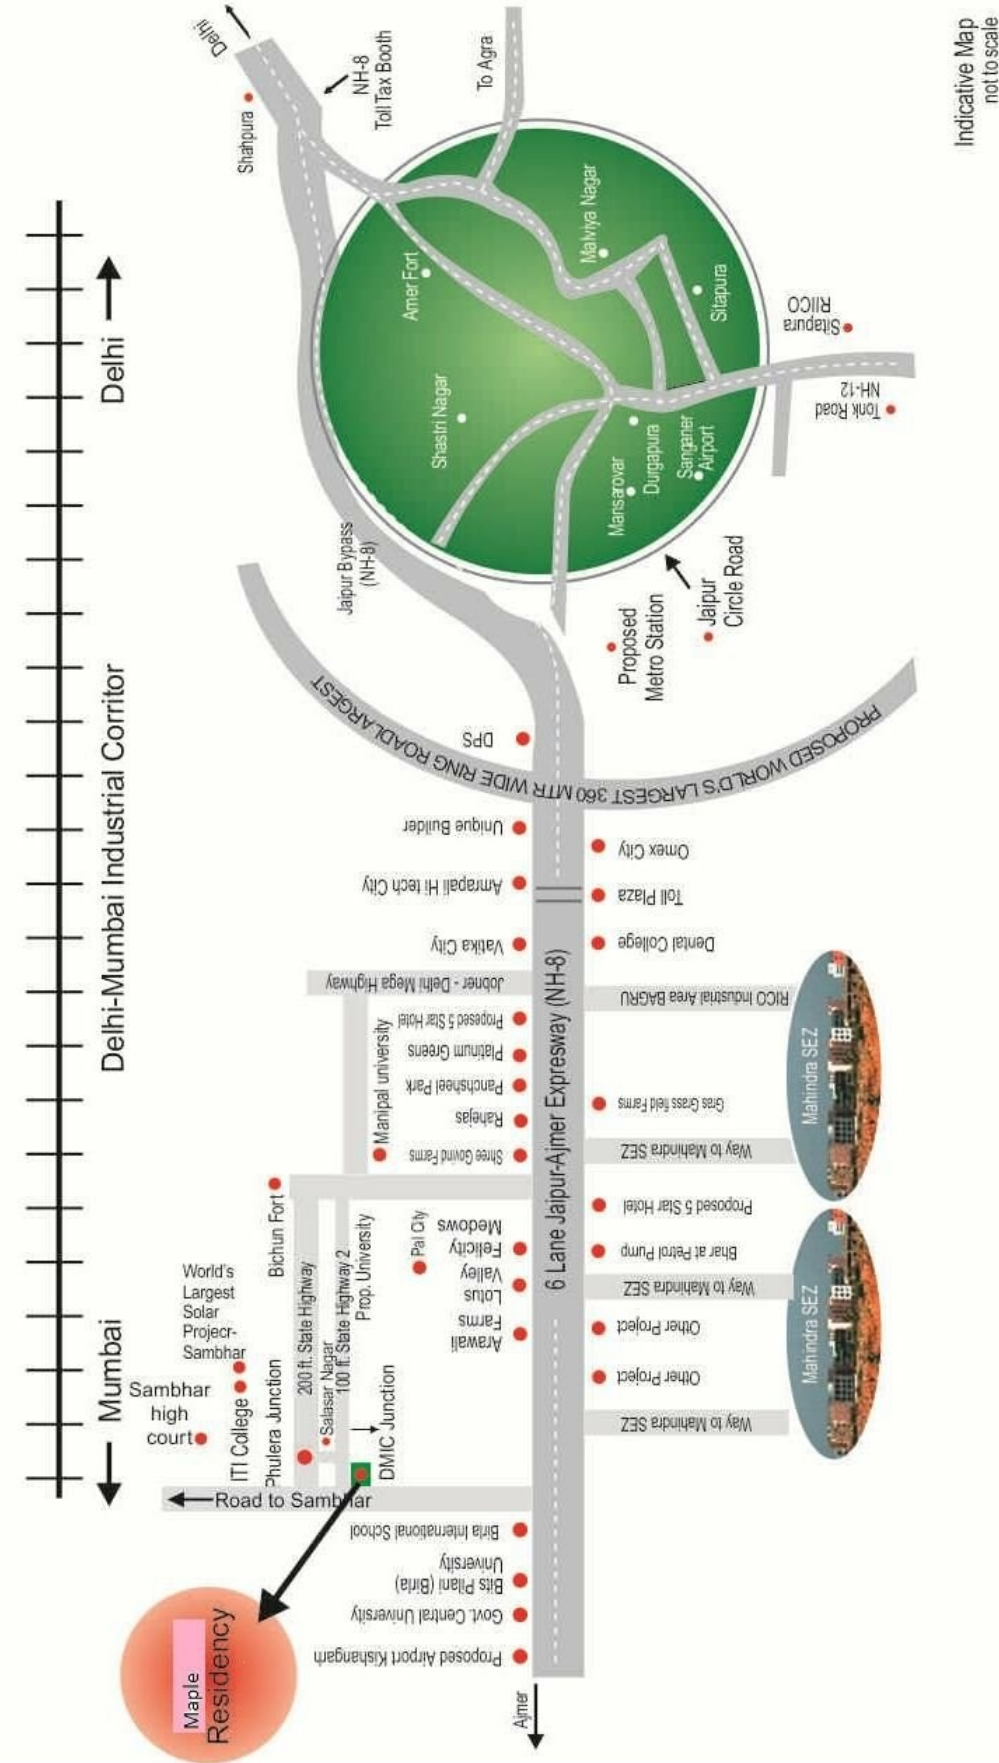 Indicative Map
not to scale
Delhi
Shahpura
NH-8
Toll Tax Booth
To Agra
Delhi
Delhi-Mumbai Industrial Corritor
Mumbai
Amer Fort
Malviya Nagar
Shastri Nagar
Sitapura
Sitapura
RIICO
Tonk Road
NH-12
Mansarovar
Durgapura
Sanganer
Airport
Jaipur Bypass
(NH-8)
Jaipur
Circle Road
Proposed
Metro Station
PROPOSED WORLD'S LARGEST 360 MTR WIDE RING ROADLARGEST
DPS
Unique Builder
Amrapali Hi tech City
Vatika City
Jobner - Delhi Mega Highway
Omex City
Toll Plaza
Dental College
RICO Industrial Area BAGRU
6 Lane Jaipur-Ajmer Expresway (NH-8)
Propesed 5 Star Hotel
Platinum Greens
Panchsheel Park
Rahejas
Shree Govind Farms
Manipal university
Gras Grass field Farms
Way to Mahindra SEZ
Mahindra SEZ
Proposed 5 Star Hotel
Bhar at Petrol Pump
Way to Mahindra SEZ
Mahindra SEZ
Other Project
Other Project
Way to Mahindra SEZ
Bichun Fort
200 ft. State Highway
100 ft. State Highway 2
Prop. University
Pal City
Felicity
Medows
Lotus
Valley
Arawali
Farms
World's
Largest
Solar
Projecr-
Sambhar
Sambhar
high
court
ITI College
Phulera Junction
Salasar Nagar
DMIC Junction
Road to Sambhar
Birla International School
Bits Pilani (Birla)
University
Govt. Central University
Proposed Airport Kishangarh
Ajmer
Maple
Residency